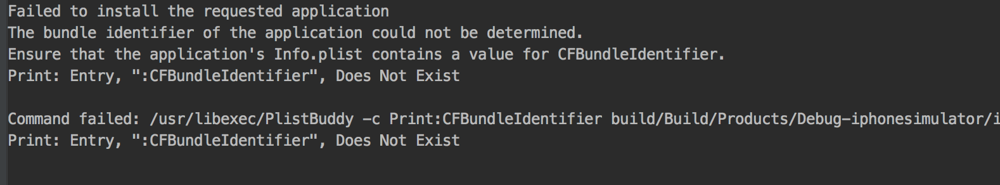 Failed to install the requested application
The bundle identifier of the application could not be determined.
Ensure that the application's Info.plist contains a value for CFBundleIdentifier.
Print: Entry, ":CFBundleIdentifier", Does Not Exist
Command failed: /usr/libexec/PlistBuddy -c Print:CFBundleIdentifier build/Build/Products/Debug-iphonesimulator/i
Print: Entry, ":CFBundleIdentifier", Does Not Exist